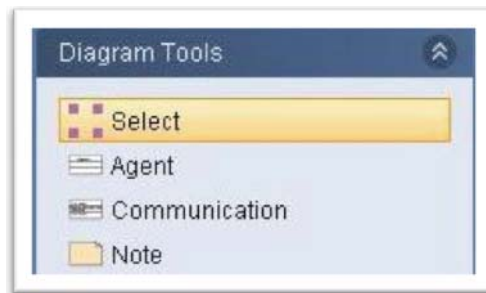 Diagram Tools
Select
Agent
Communication
Note